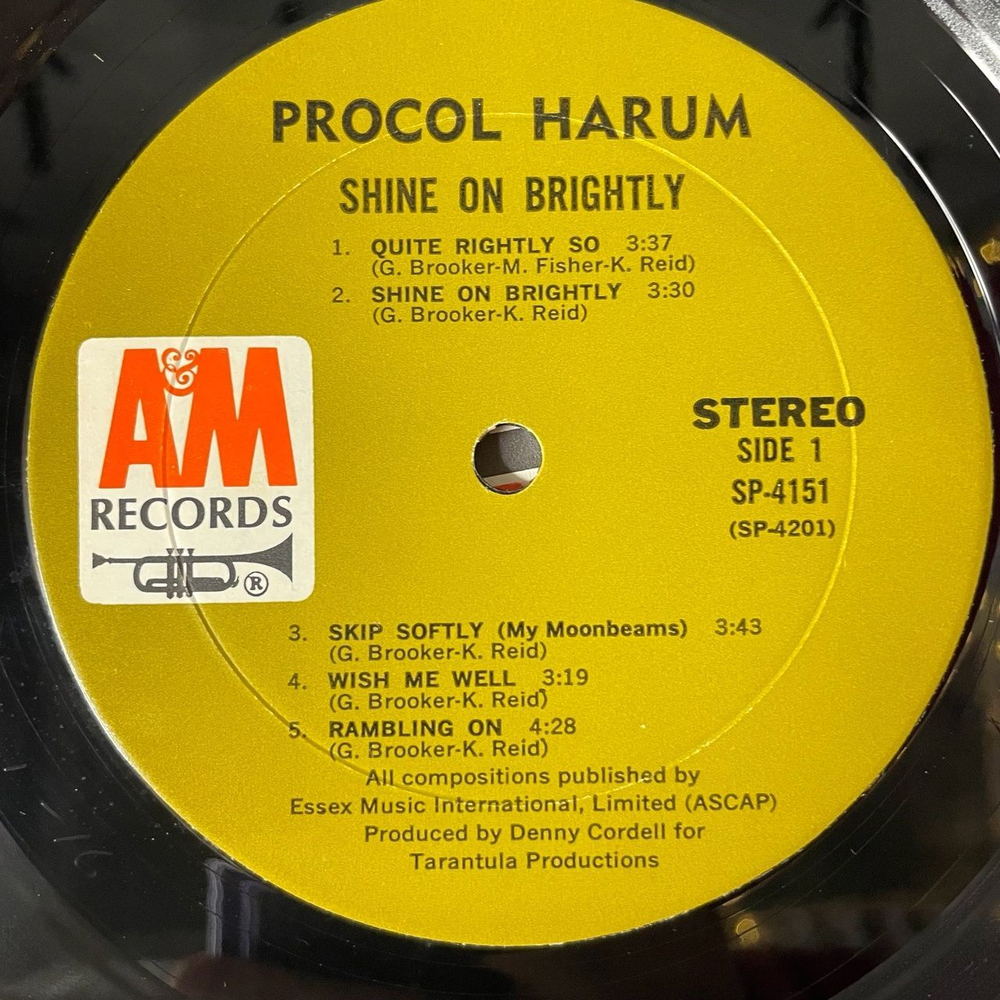 PROCOL HARUM
SHINE ON BRIGHTLY
1. QUITE RIGHTLY SO 3:37
(G. Brooker-M. Fisher-K. Reid)
2. SHINE ON BRIGHTLY 3:30
(G. Brooker-K. Reid)
A&M
RECORDS
®
STEREO
SIDE 1
SP-4151
(SP-4201)
3. SKIP SOFTLY (My Moonbeams) 3:43
(G. Brooker-K. Reid)
4. WISH ME WELL 3:19
(G. Brooker-K. Reid)
5. RAMBLING ON 4:28
(G. Brooker-K. Reid)
All compositions published by
Essex Music International, Limited (ASCAP)
Produced by Denny Cordell for
Tarantula Productions